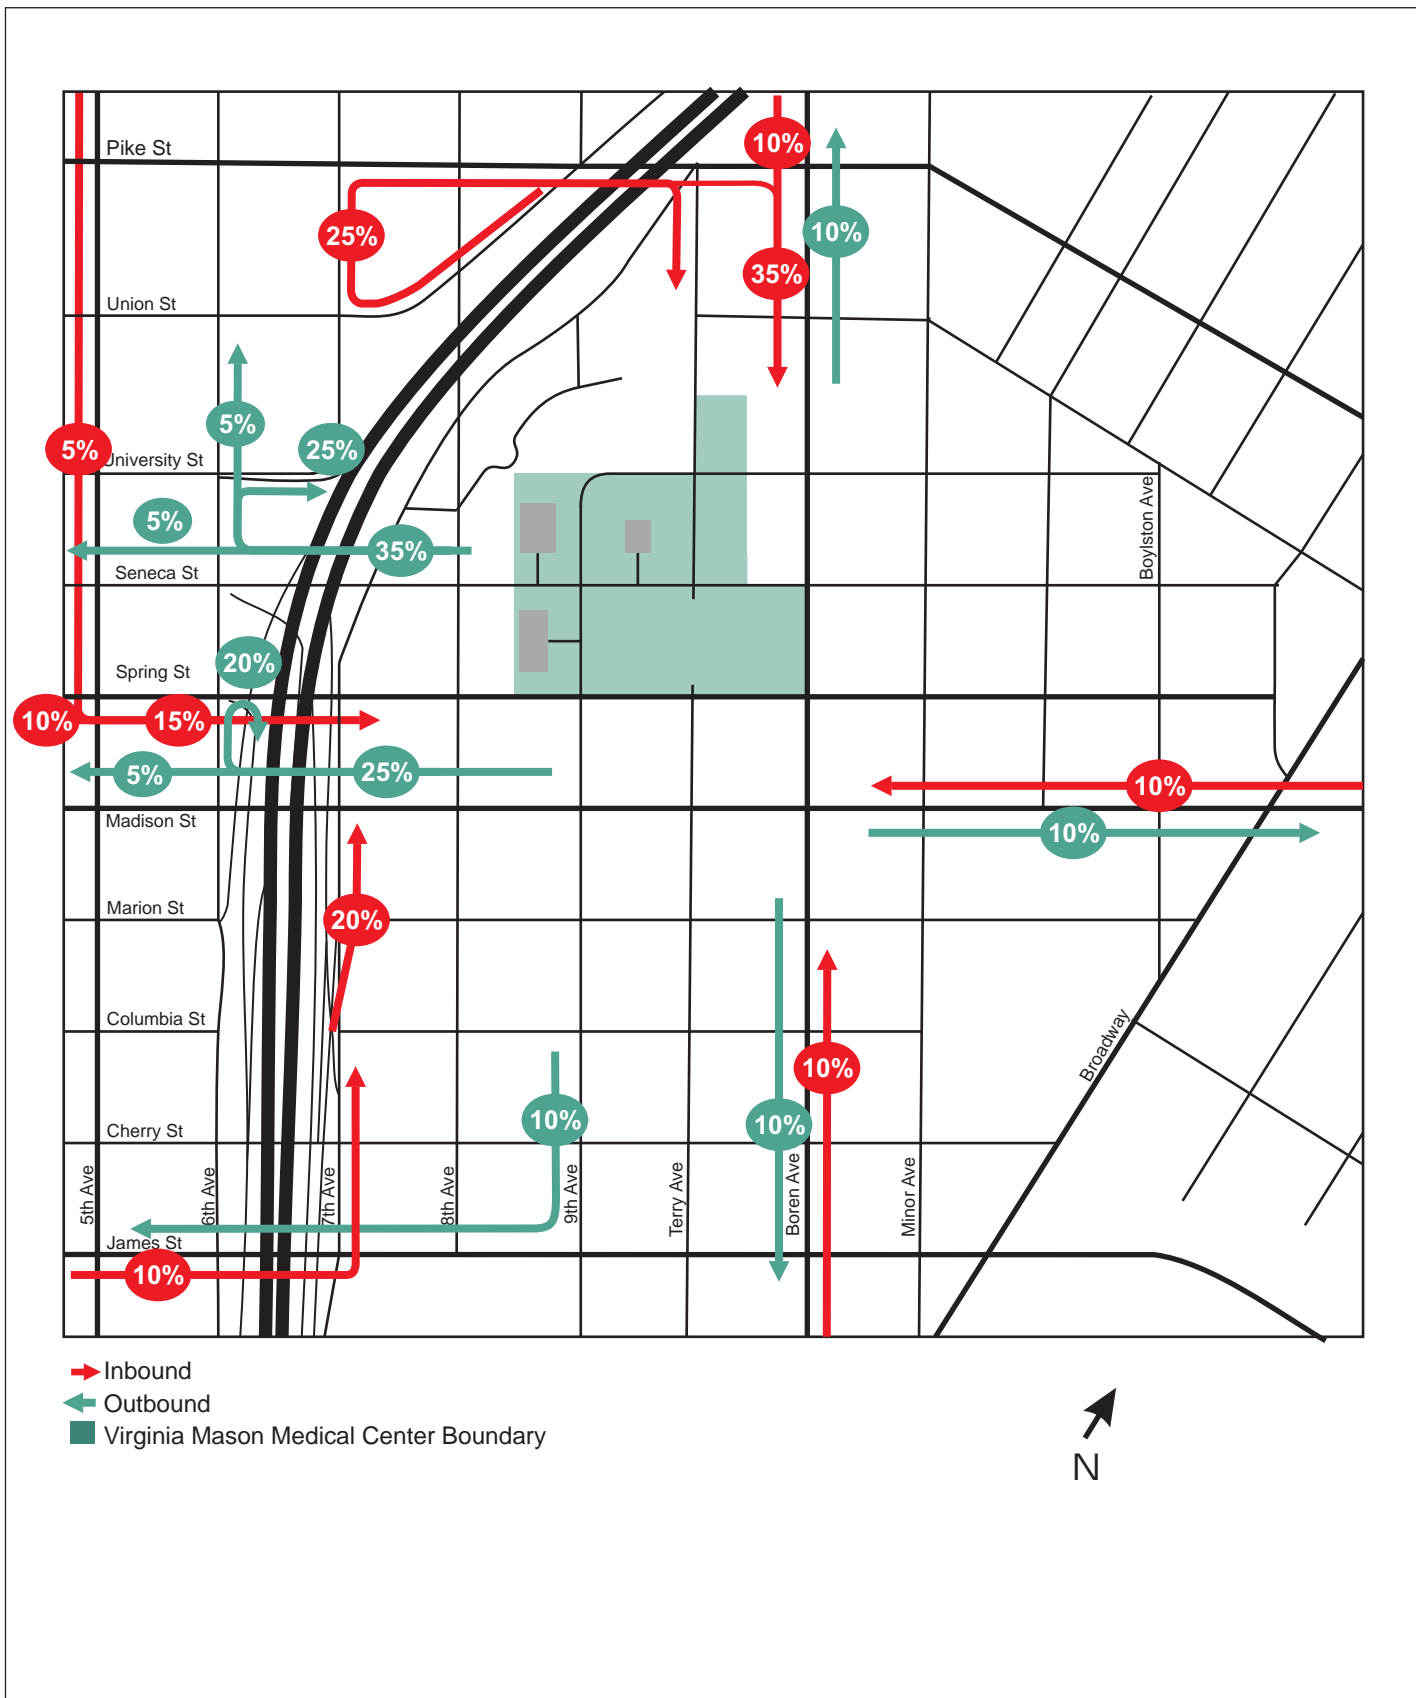 Pike St
10%
25%
10%
35%
Union St
5%
25%
5%
University St
5%
35%
Seneca St
Boylston Ave
20%
Spring St
10%
15%
5%
25%
10%
Madison St
10%
Marion St
20%
Columbia St
Broadway
10%
10%
10%
Cherry St
5th Ave
6th Ave
7th Ave
8th Ave
9th Ave
Terry Ave
Boren Ave
Minor Ave
James St
10%
Inbound
Outbound
Virginia Mason Medical Center Boundary
N